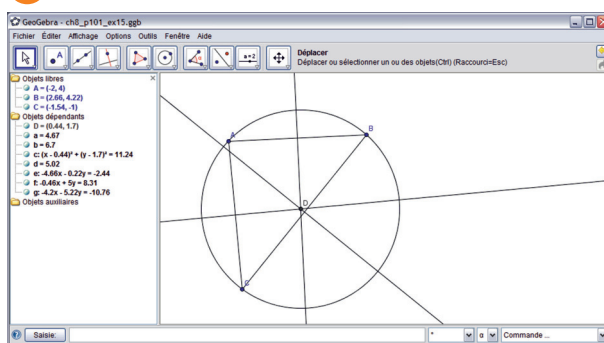 GeoGebra - ch8_p101_ex15.ggb
Fichier Éditer Affichage Options Outils Fenêtre Aide
A
a=2
Déplacer
Déplacer ou sélectionner un ou des objets(Ctrl) (Raccourci=Esc)
Objets libres
A = (-2, 4)
B = (2.66, 4.22)
C = (-1.54, -1)
Objets dépendants
D = (0.44, 1.7)
a = 4.67
b = 6.7
c: (x - 0.44)² + (y - 1.7)² = 11.24
d = 5.02
e: -4.66x - 0.22y = -2.44
f: -0.46x + 5y = 8.31
g: -4.2x - 5.22y = -10.76
Objets auxiliaires
A
B
D
C
Saisie:
α
Commande ...